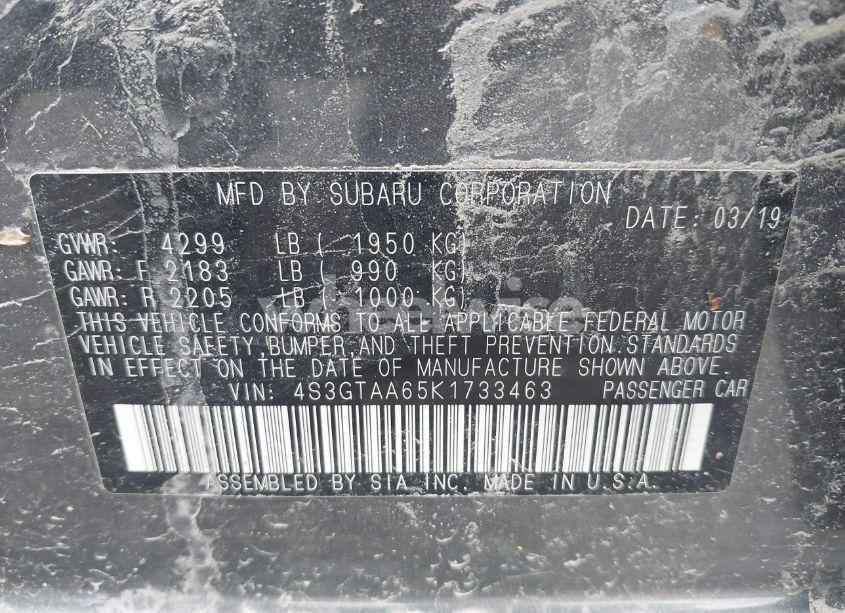 MFD BY SUBARU CORPORATION
DATE: 03/19
GVWR: 4299 LB ( 1950 KG)
GAWR: F 2183 LB ( 990 KG)
GAWR: R 2205 LB ( 1000 KG)
THIS VEHICLE CONFORMS TO ALL APPLICABLE FEDERAL MOTOR
VEHICLE SAFETY, BUMPER, AND THEFT PREVENTION STANDARDS
IN EFFECT ON THE DATE OF MANUFACTURE SHOWN ABOVE.
VIN: 4S3GTAA65K1733463 PASSENGER CAR
ASSEMBLED BY SIA INC. MADE IN U.S.A.